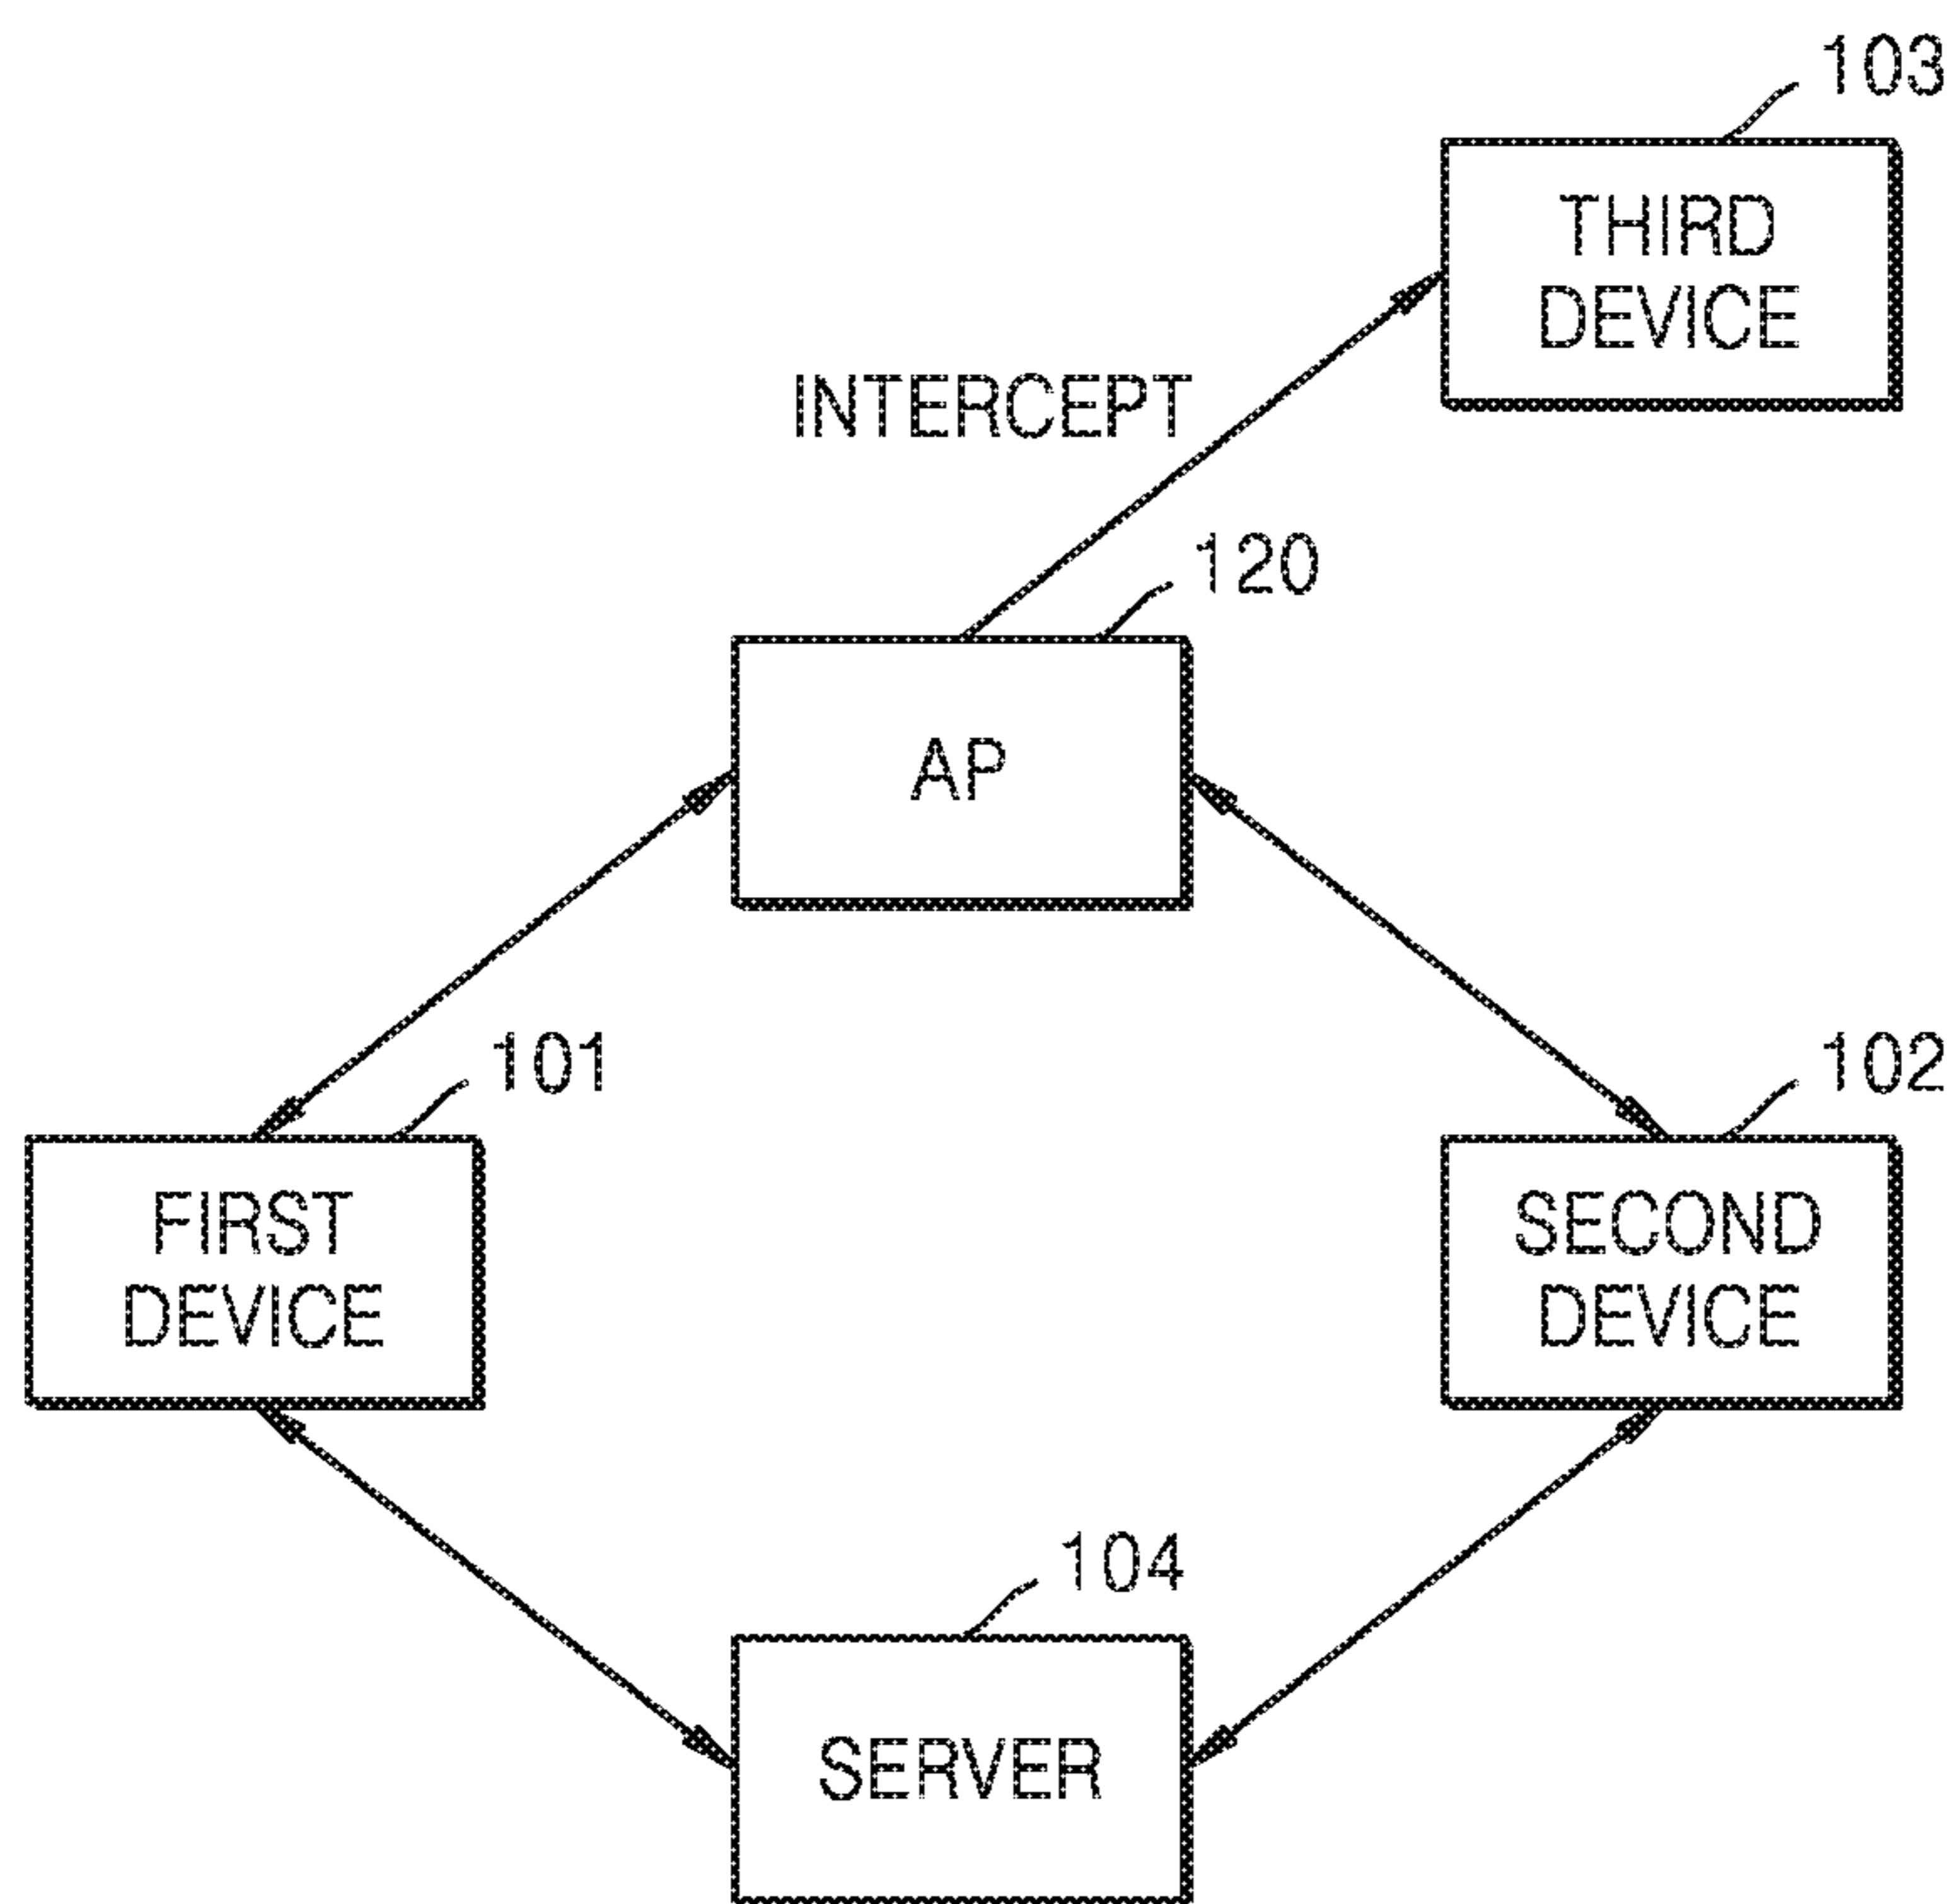 103
THIRD
DEVICE
INTERCEPT
120
AP
101
102
FIRST
DEVICE
SECOND
DEVICE
104
SERVER